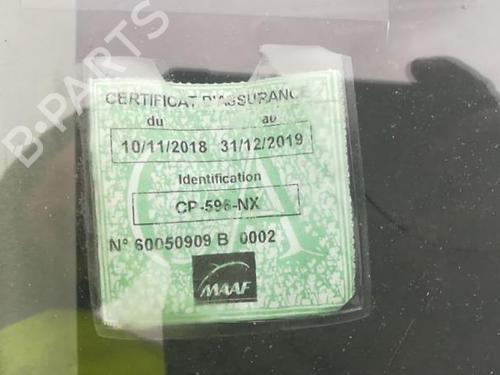 B-PARTS
CERTIFICAT D'ASSURANCE
du au
10/11/2018 31/12/2019
Identification
CP-596-NX
N° 60050909 B 0002
MAAF